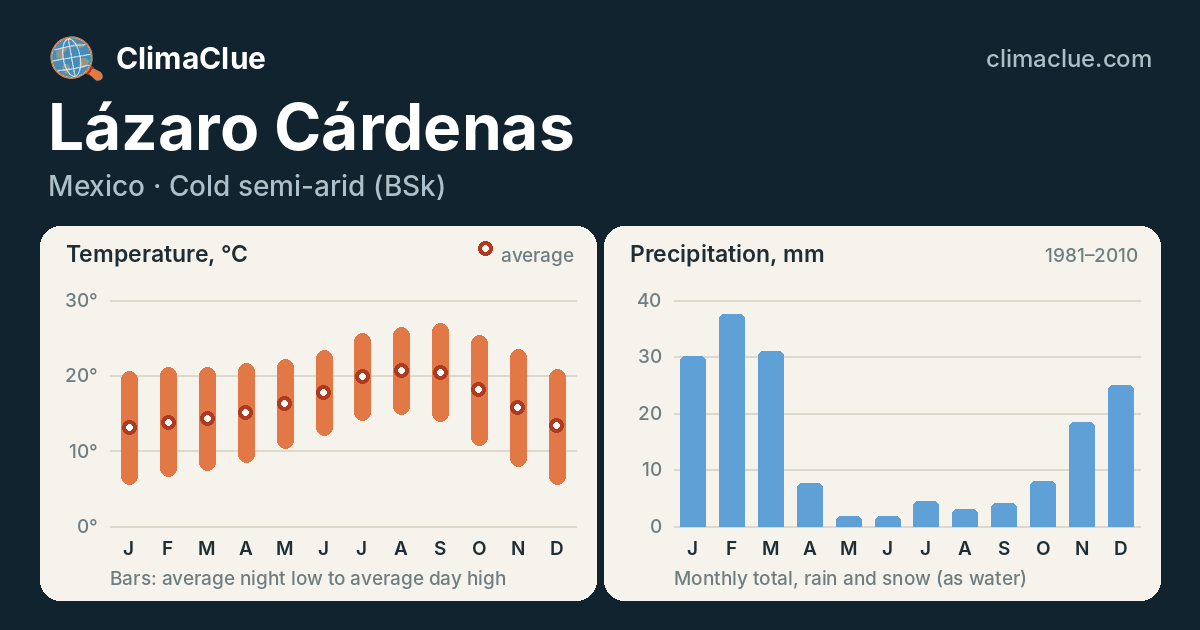 ClimaClue
climaclue.com
Lázaro Cárdenas
Mexico · Cold semi-arid (BSk)
Temperature, °C
average
30°
20°
10°
0°
J F M A M J J A S O N D
Bars: average night low to average day high
Precipitation, mm
1981–2010
40
30
20
10
0
J F M A M J J A S O N D
Monthly total, rain and snow (as water)